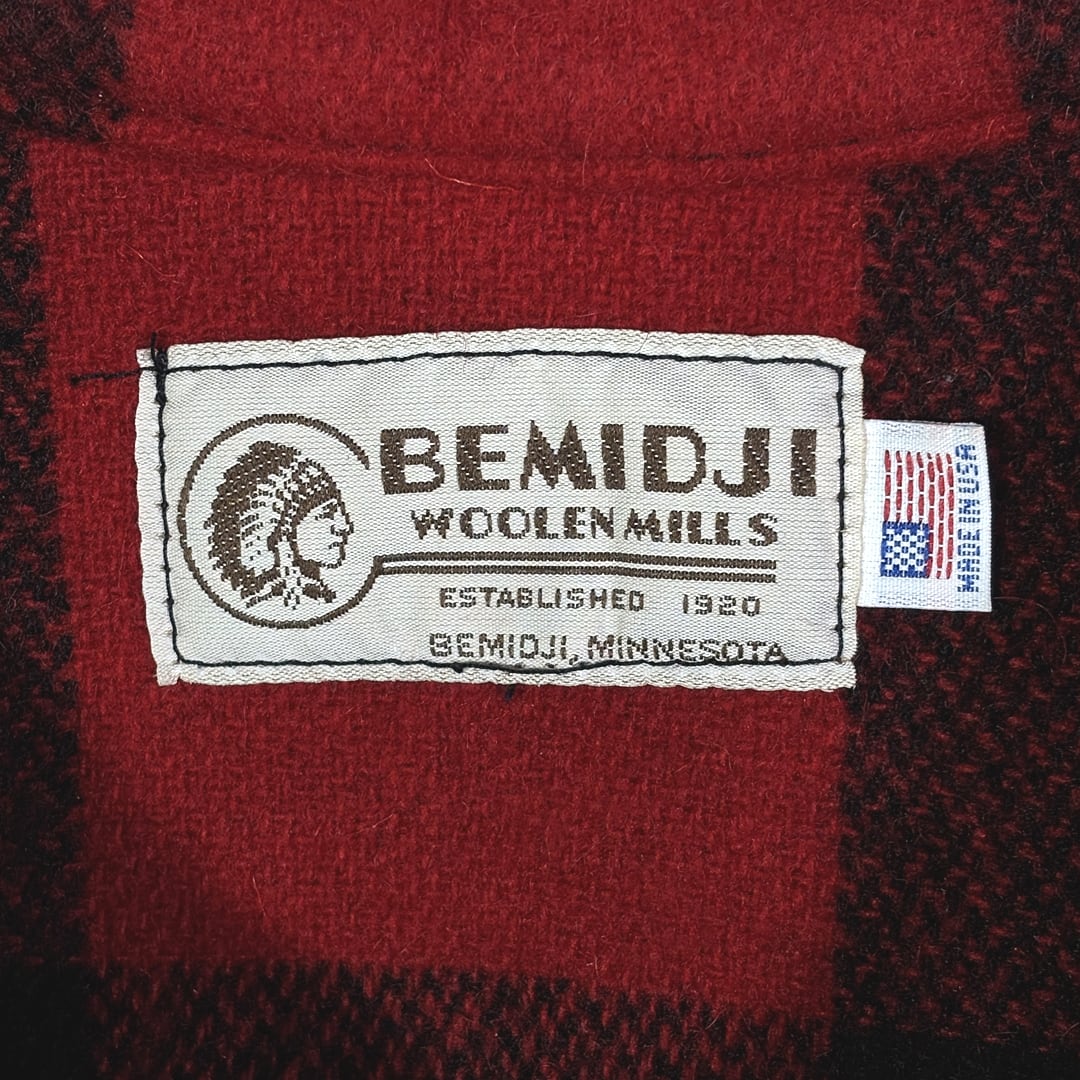 BEMIDJI
WOOLEN MILLS
ESTABLISHED 1920
BEMIDJI, MINNESOTA
MADE IN USA